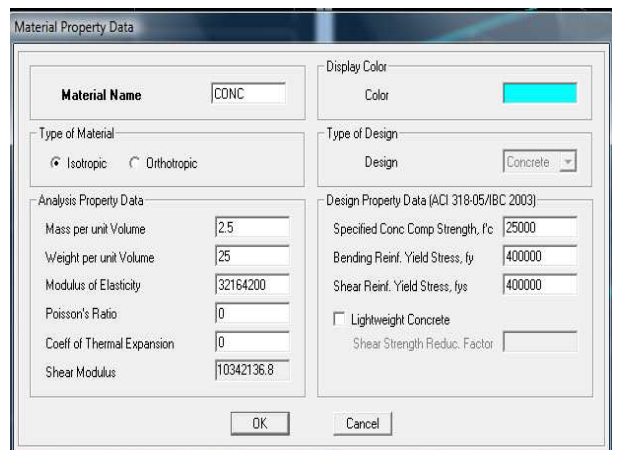 Material Property Data
Material Name CONC
Display Color
Color
Type of Material
Isotropic Orthotropic
Type of Design
Design Concrete
Analysis Property Data
Mass per unit Volume 2.5
Weight per unit Volume 25
Modulus of Elasticity 32164200
Poisson's Ratio 0
Coeff of Thermal Expansion 0
Shear Modulus 10342136.8
Design Property Data (ACI 318-05/IBC 2003)
Specified Conc Comp Strength, f'c 25000
Bending Reinf. Yield Stress, fy 400000
Shear Reinf. Yield Stress, fys 400000
Lightweight Concrete
Shear Strength Reduc. Factor
OK Cancel